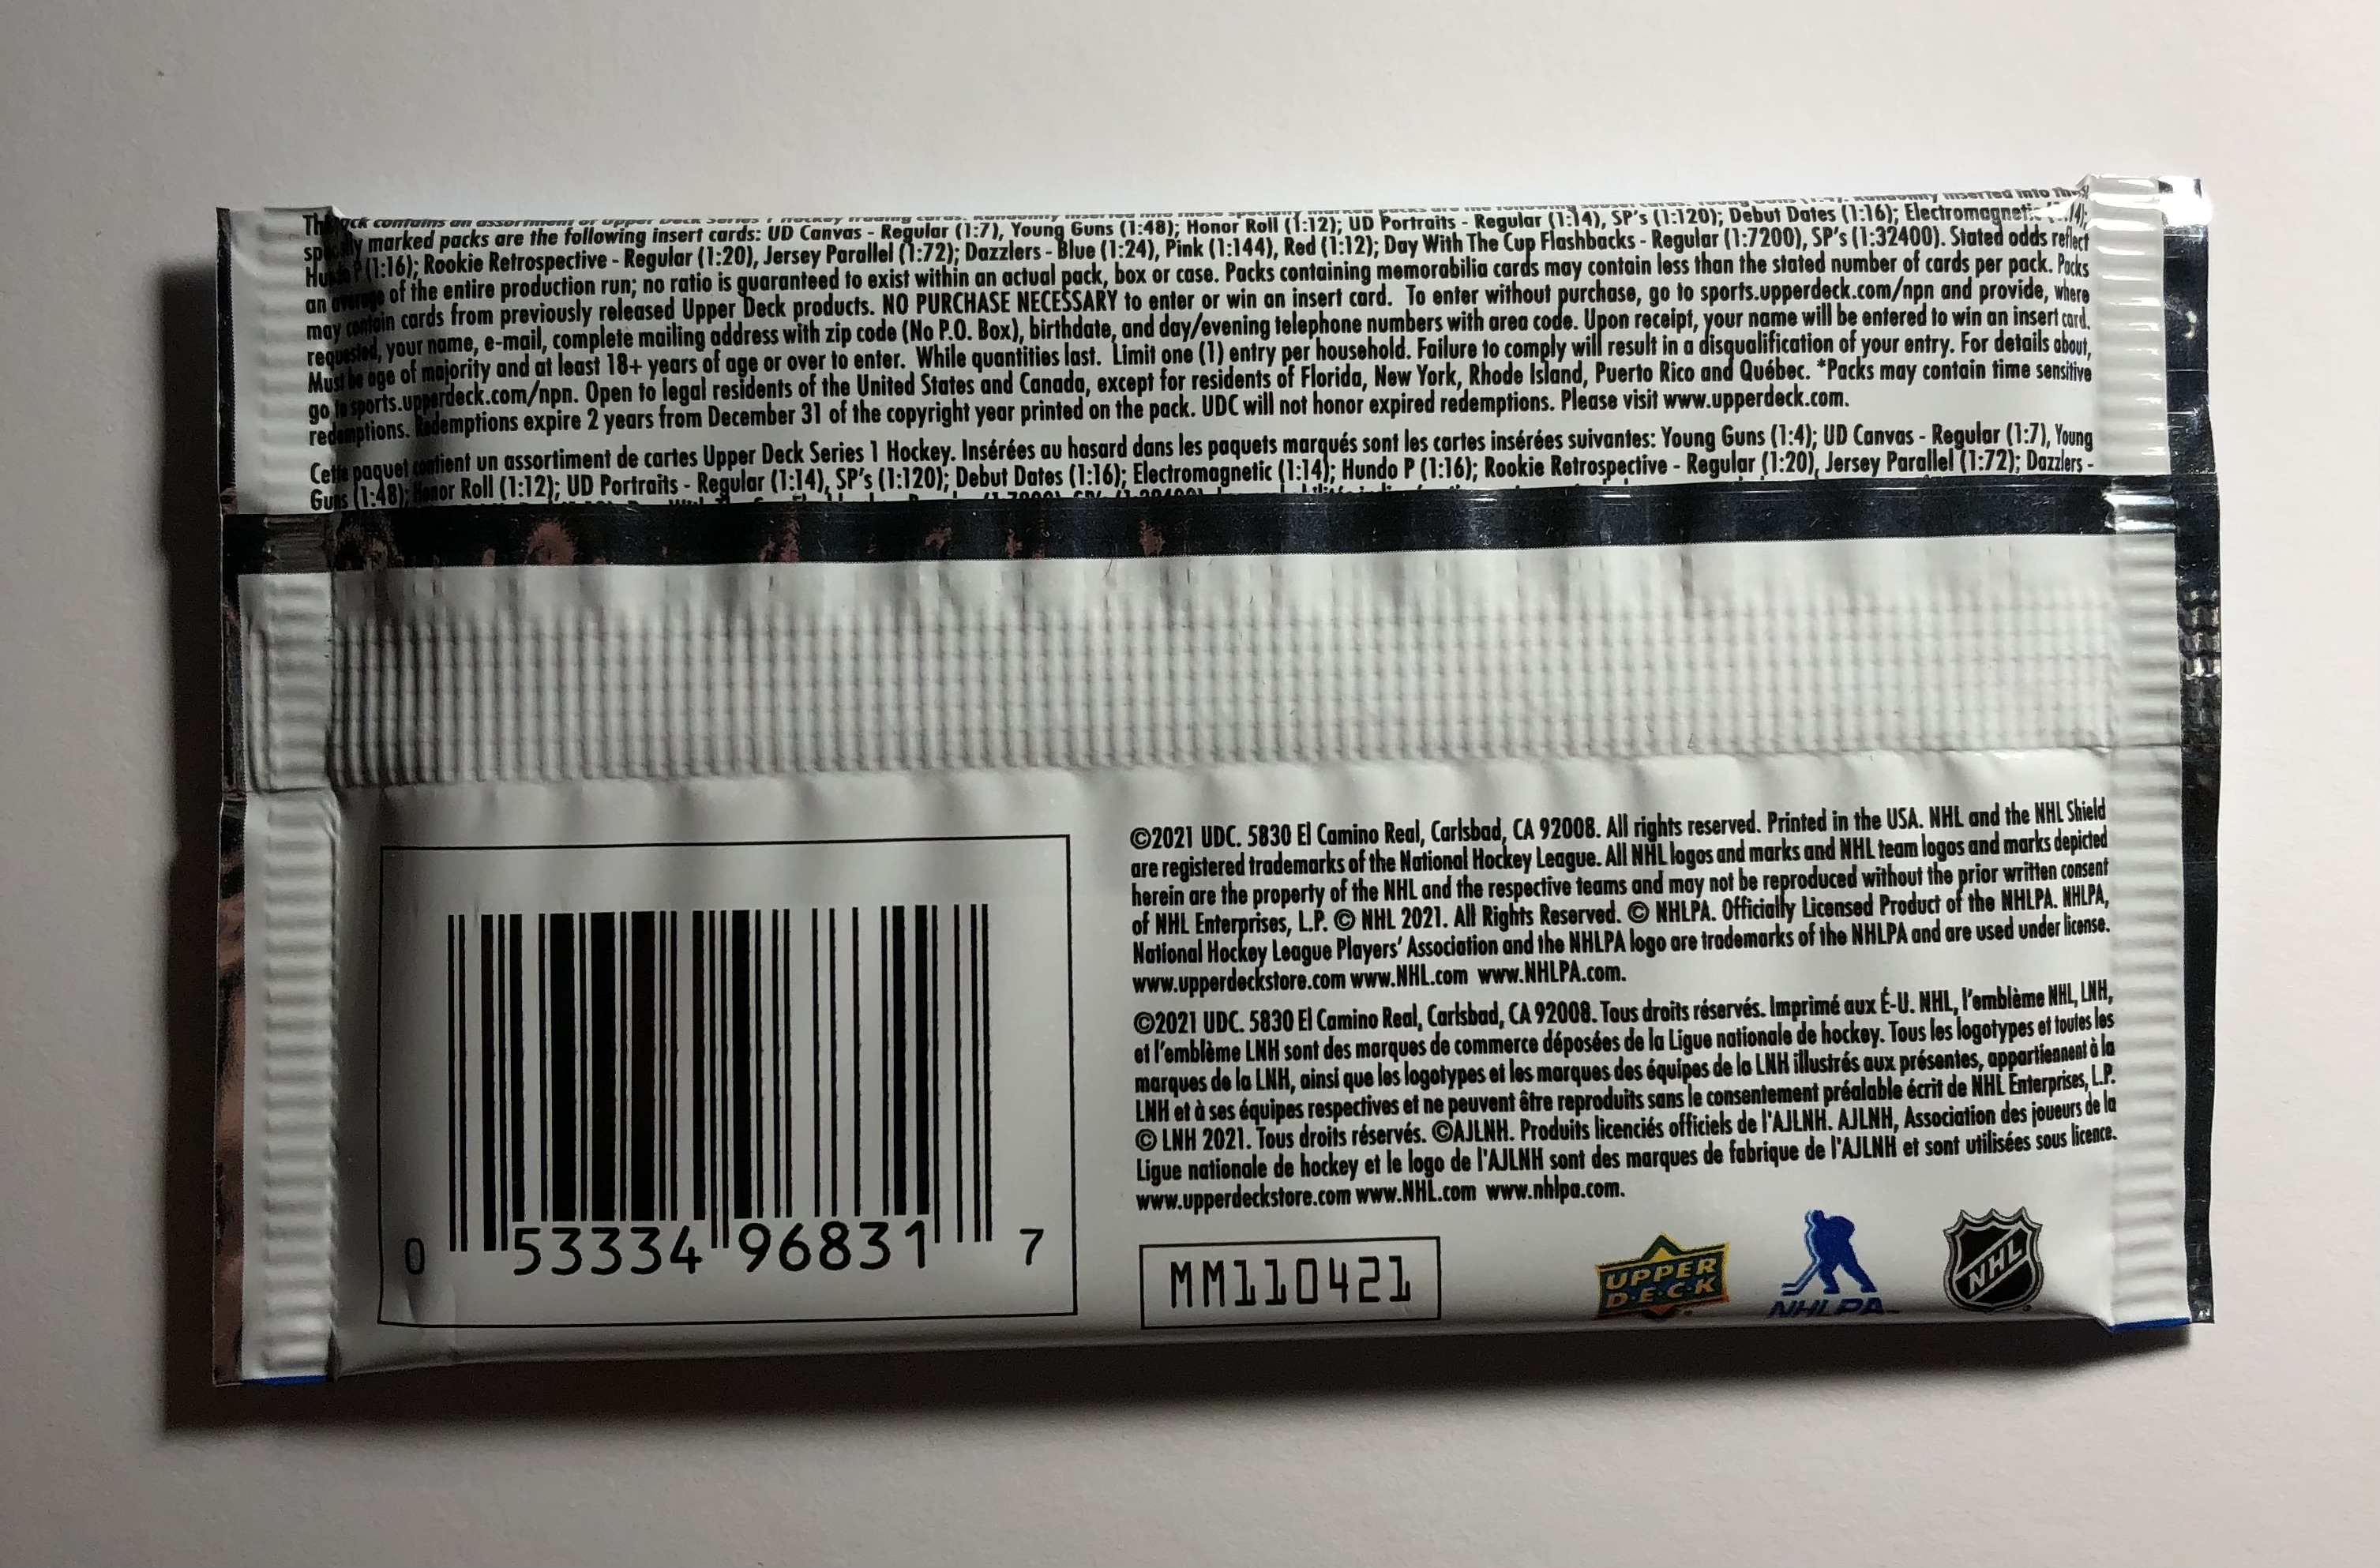 contains an assortment of Upper Deck Series 1 Hockey trading cards. Randomly inserted into these
marked packs are the following insert cards: UD Canvas - Regular (1:7), Young Guns (1:48); Honor Roll (1:12); UD Portraits - Regular (1:14), SP's (1:120); Debut Dates (1:16); Electromagnetic (1:14);
Hundo P (1:16); Rookie Retrospective - Regular (1:20), Jersey Parallel (1:72); Dazzlers - Blue (1:24), Pink (1:144), Red (1:12); Day With The Cup Flashbacks - Regular (1:7200), SP's (1:32400). Stated odds reflect
an average of the entire production run; no ratio is guaranteed to exist within an actual pack, box or case. Packs containing memorabilia cards may contain less than the stated number of cards per pack. Packs
may contain cards from previously released Upper Deck products. NO PURCHASE NECESSARY to enter or win an insert card. To enter without purchase, go to sports.upperdeck.com/npn and provide, where
requested, your name, e-mail, complete mailing address with zip code (No P.O. Box), birthdate, and day/evening telephone numbers with area code. Upon receipt, your name will be entered to win an insert card.
Must be age of majority and at least 18+ years of age or over to enter. While quantities last. Limit one (1) entry per household. Failure to comply will result in a disqualification of your entry. For details about,
go to sports.upperdeck.com/npn. Open to legal residents of the United States and Canada, except for residents of Florida, New York, Rhode Island, Puerto Rico and Québec. *Packs may contain time sensitive
redemptions. Redemptions expire 2 years from December 31 of the copyright year printed on the pack. UDC will not honor expired redemptions. Please visit www.upperdeck.com.
Cette paquet contient un assortiment de cartes Upper Deck Series 1 Hockey. Insérées au hasard dans les paquets marqués sont les cartes insérées suivantes: Young Guns (1:4); UD Canvas - Regular (1:7), Young
Guns (1:48); Honor Roll (1:12); UD Portraits - Regular (1:14), SP's (1:120); Debut Dates (1:16); Electromagnetic (1:14); Hundo P (1:16); Rookie Retrospective - Regular (1:20), Jersey Parallel (1:72); Dazzlers -
©2021 UDC. 5830 El Camino Real, Carlsbad, CA 92008. All rights reserved. Printed in the USA. NHL and the NHL Shield
are registered trademarks of the National Hockey League. All NHL logos and marks and NHL team logos and marks depicted
herein are the property of the NHL and the respective teams and may not be reproduced without the prior written consent
of NHL Enterprises, L.P. © NHL 2021. All Rights Reserved. © NHLPA. Officially Licensed Product of the NHLPA. NHLPA,
National Hockey League Players' Association and the NHLPA logo are trademarks of the NHLPA and are used under license.
www.upperdeckstore.com www.NHL.com www.NHLPA.com.
©2021 UDC. 5830 El Camino Real, Carlsbad, CA 92008. Tous droits réservés. Imprimé aux É-U. NHL, l'emblème NHL, LNH,
et l'emblème LNH sont des marques de commerce déposées de la Ligue nationale de hockey. Tous les logotypes et toutes les
marques de la LNH, ainsi que les logotypes et les marques des équipes de la LNH illustrés aux présentes, appartiennent à la
LNH et à ses équipes respectives et ne peuvent être reproduits sans le consentement préalable écrit de NHL Enterprises, L.P.
© LNH 2021. Tous droits réservés. ©AJLNH. Produits licenciés officiels de l'AJLNH. AJLNH, Association des joueurs de la
Ligue nationale de hockey et le logo de l'AJLNH sont des marques de fabrique de l'AJLNH et sont utilisées sous licence.
www.upperdeckstore.com www.NHL.com www.nhlpa.com.
0 53334 96831 7
MM110421
UPPER
D·E·C·K
NHLPA
NHL